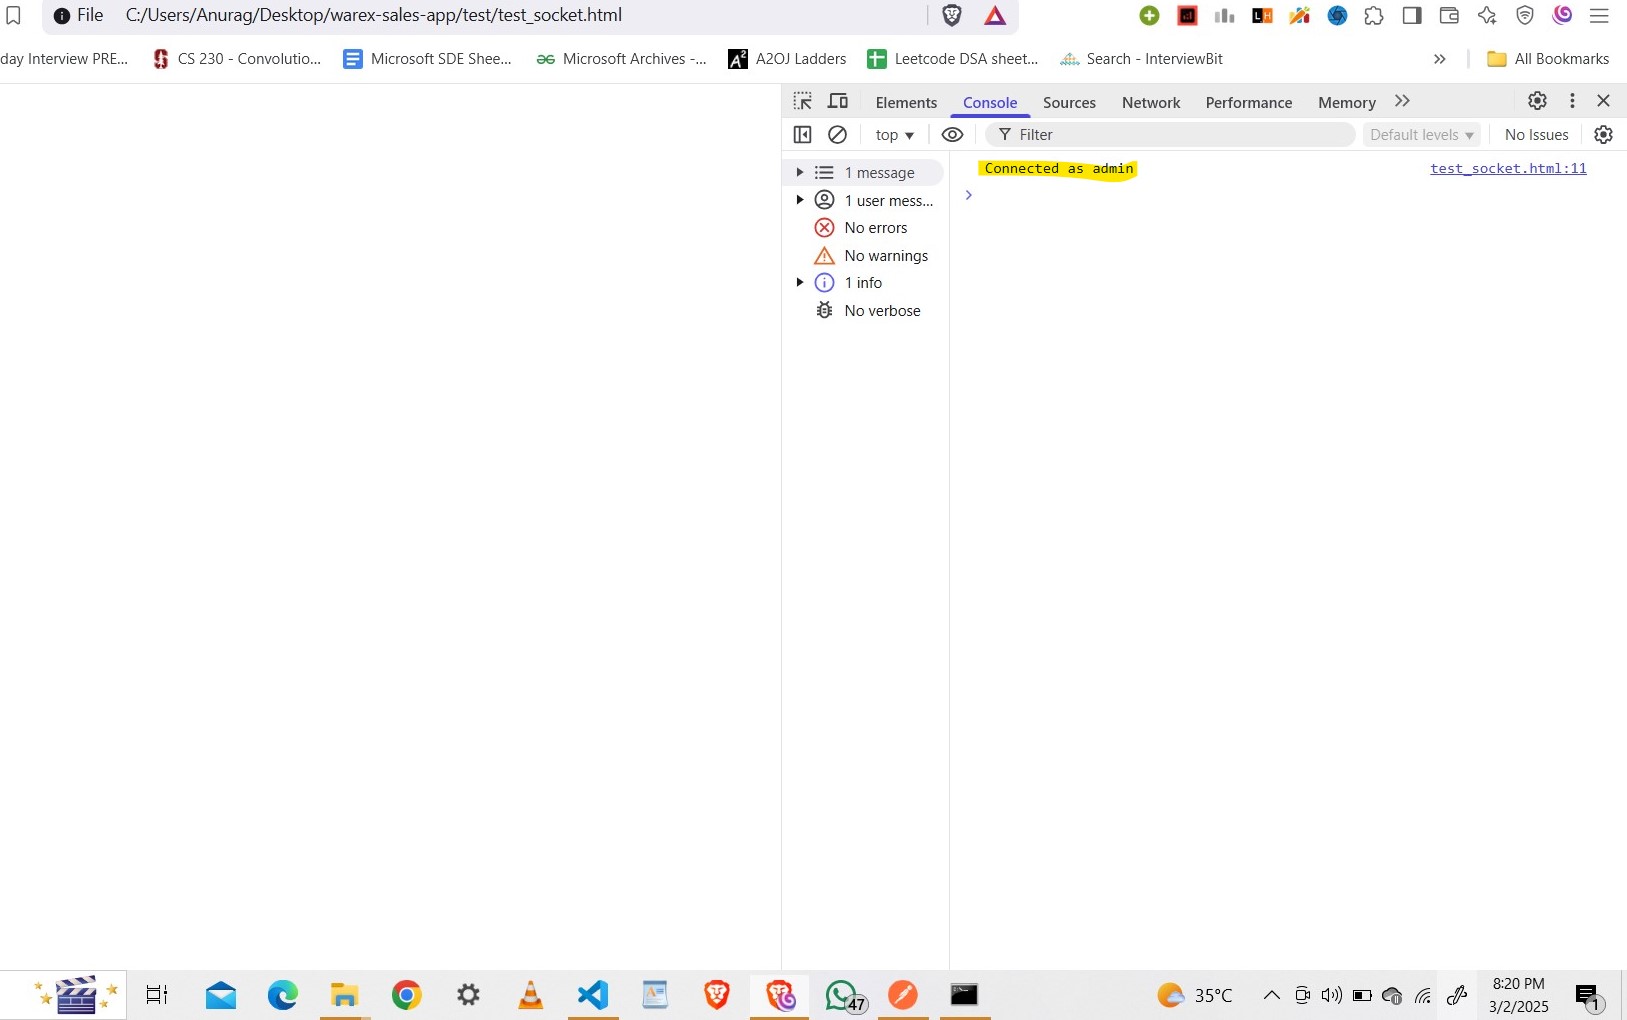 File C:/Users/Anurag/Desktop/warex-sales-app/test/test_socket.html
day Interview PRE... CS 230 - Convolutio... Microsoft SDE Shee... Microsoft Archives -... A2OJ Ladders Leetcode DSA sheet... Search - InterviewBit All Bookmarks
Elements Console Sources Network Performance Memory
top Filter Default levels No Issues
1 message
Connected as admin test_socket.html:11
1 user mess...
No errors
No warnings
1 info
No verbose
47
35°C
8:20 PM
3/2/2025
1